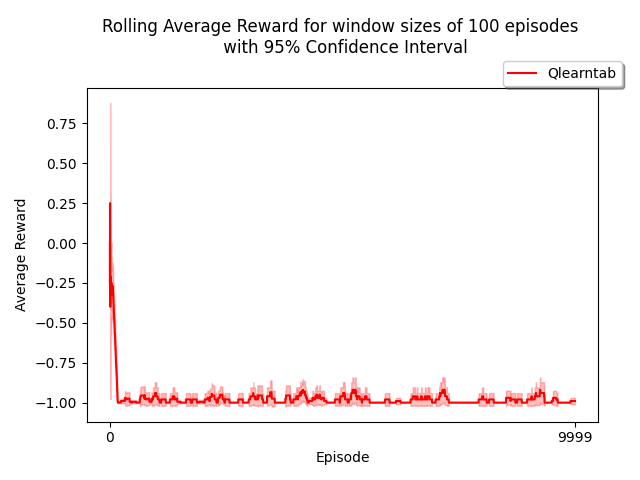 Rolling Average Reward for window sizes of 100 episodes
with 95% Confidence Interval
Qlearntab
0.75
0.50
0.25
0.00
−0.25
−0.50
−0.75
−1.00
Average Reward
0
9999
Episode